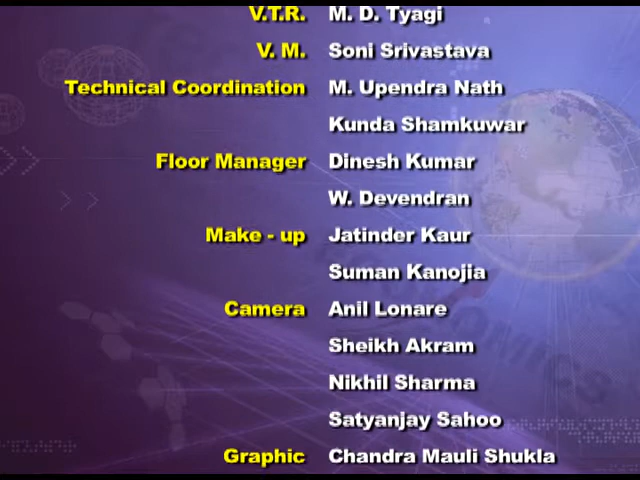 V.T.R. M. D. Tyagi
V. M. Soni Srivastava
Technical Coordination M. Upendra Nath
Kunda Shamkuwar
Floor Manager Dinesh Kumar
W. Devendran
Make - up Jatinder Kaur
Suman Kanojia
Camera Anil Lonare
Sheikh Akram
Nikhil Sharma
Satyanjay Sahoo
Graphic Chandra Mauli Shukla